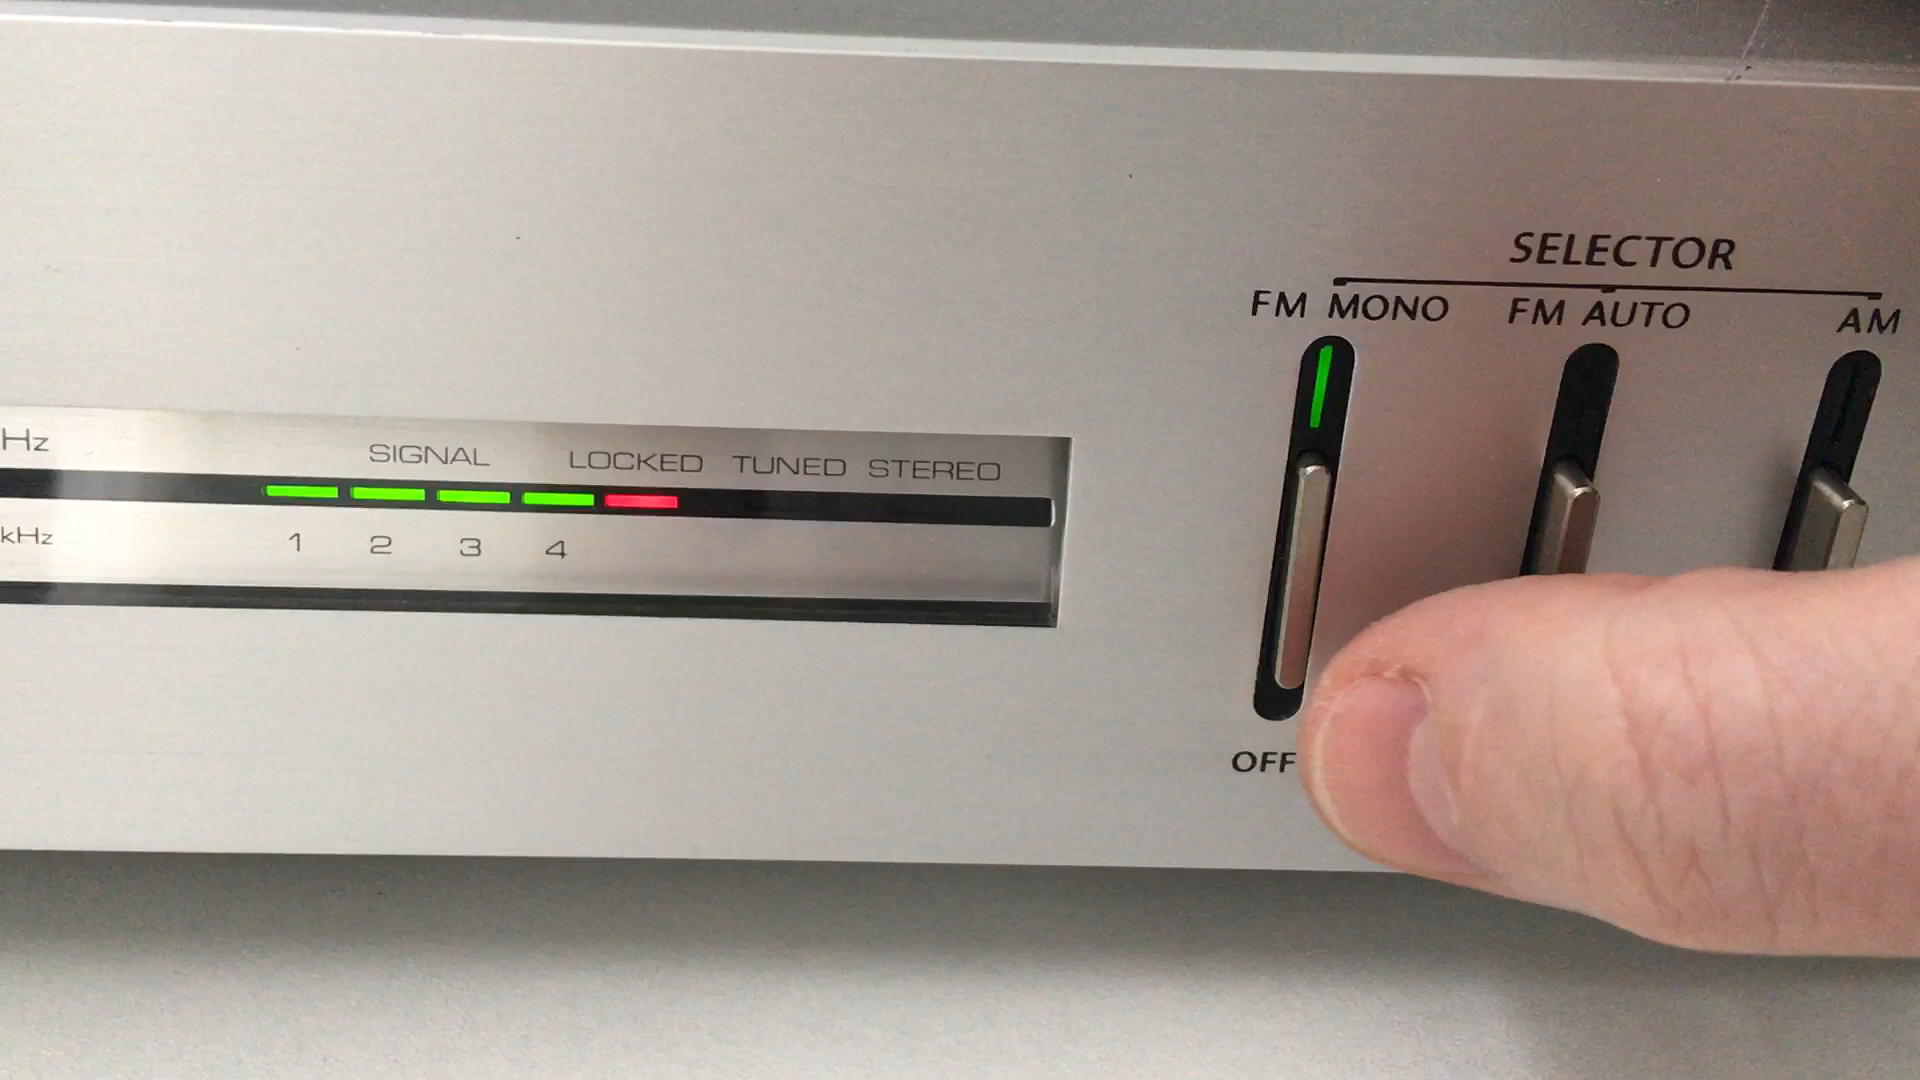 SELECTOR
FM MONO FM AUTO AM
Hz SIGNAL LOCKED TUNED STEREO
kHz 1 2 3 4
OFF